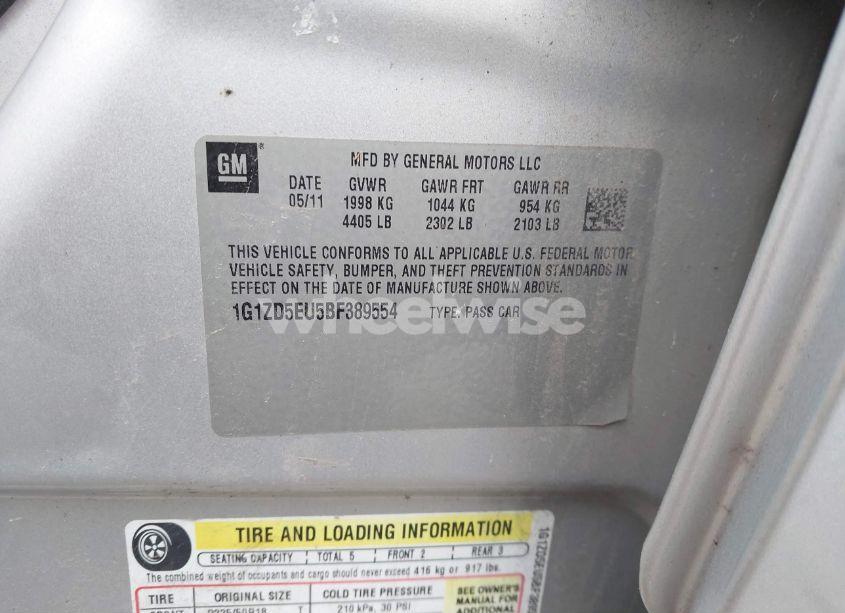 GM
MFD BY GENERAL MOTORS LLC
DATE GVWR GAWR FRT GAWR RR
05/11 1998 KG 1044 KG 954 KG
4405 LB 2302 LB 2103 LB
THIS VEHICLE CONFORMS TO ALL APPLICABLE U.S. FEDERAL MOTOR
VEHICLE SAFETY, BUMPER, AND THEFT PREVENTION STANDARDS IN
EFFECT ON THE DATE OF MANUFACTURE SHOWN ABOVE.
1G1ZD5EU5BF389554 TYPE: PASS CAR
wheelwise
TIRE AND LOADING INFORMATION
SEATING CAPACITY TOTAL 5 FRONT 2 REAR 3
The combined weight of occupants and cargo should never exceed 416 kg or 917 lbs.
TIRE ORIGINAL SIZE COLD TIRE PRESSURE SEE OWNER'S
MANUAL FOR
FRONT P225/50R18 T 210 kPa, 30 PSI ADDITIONAL